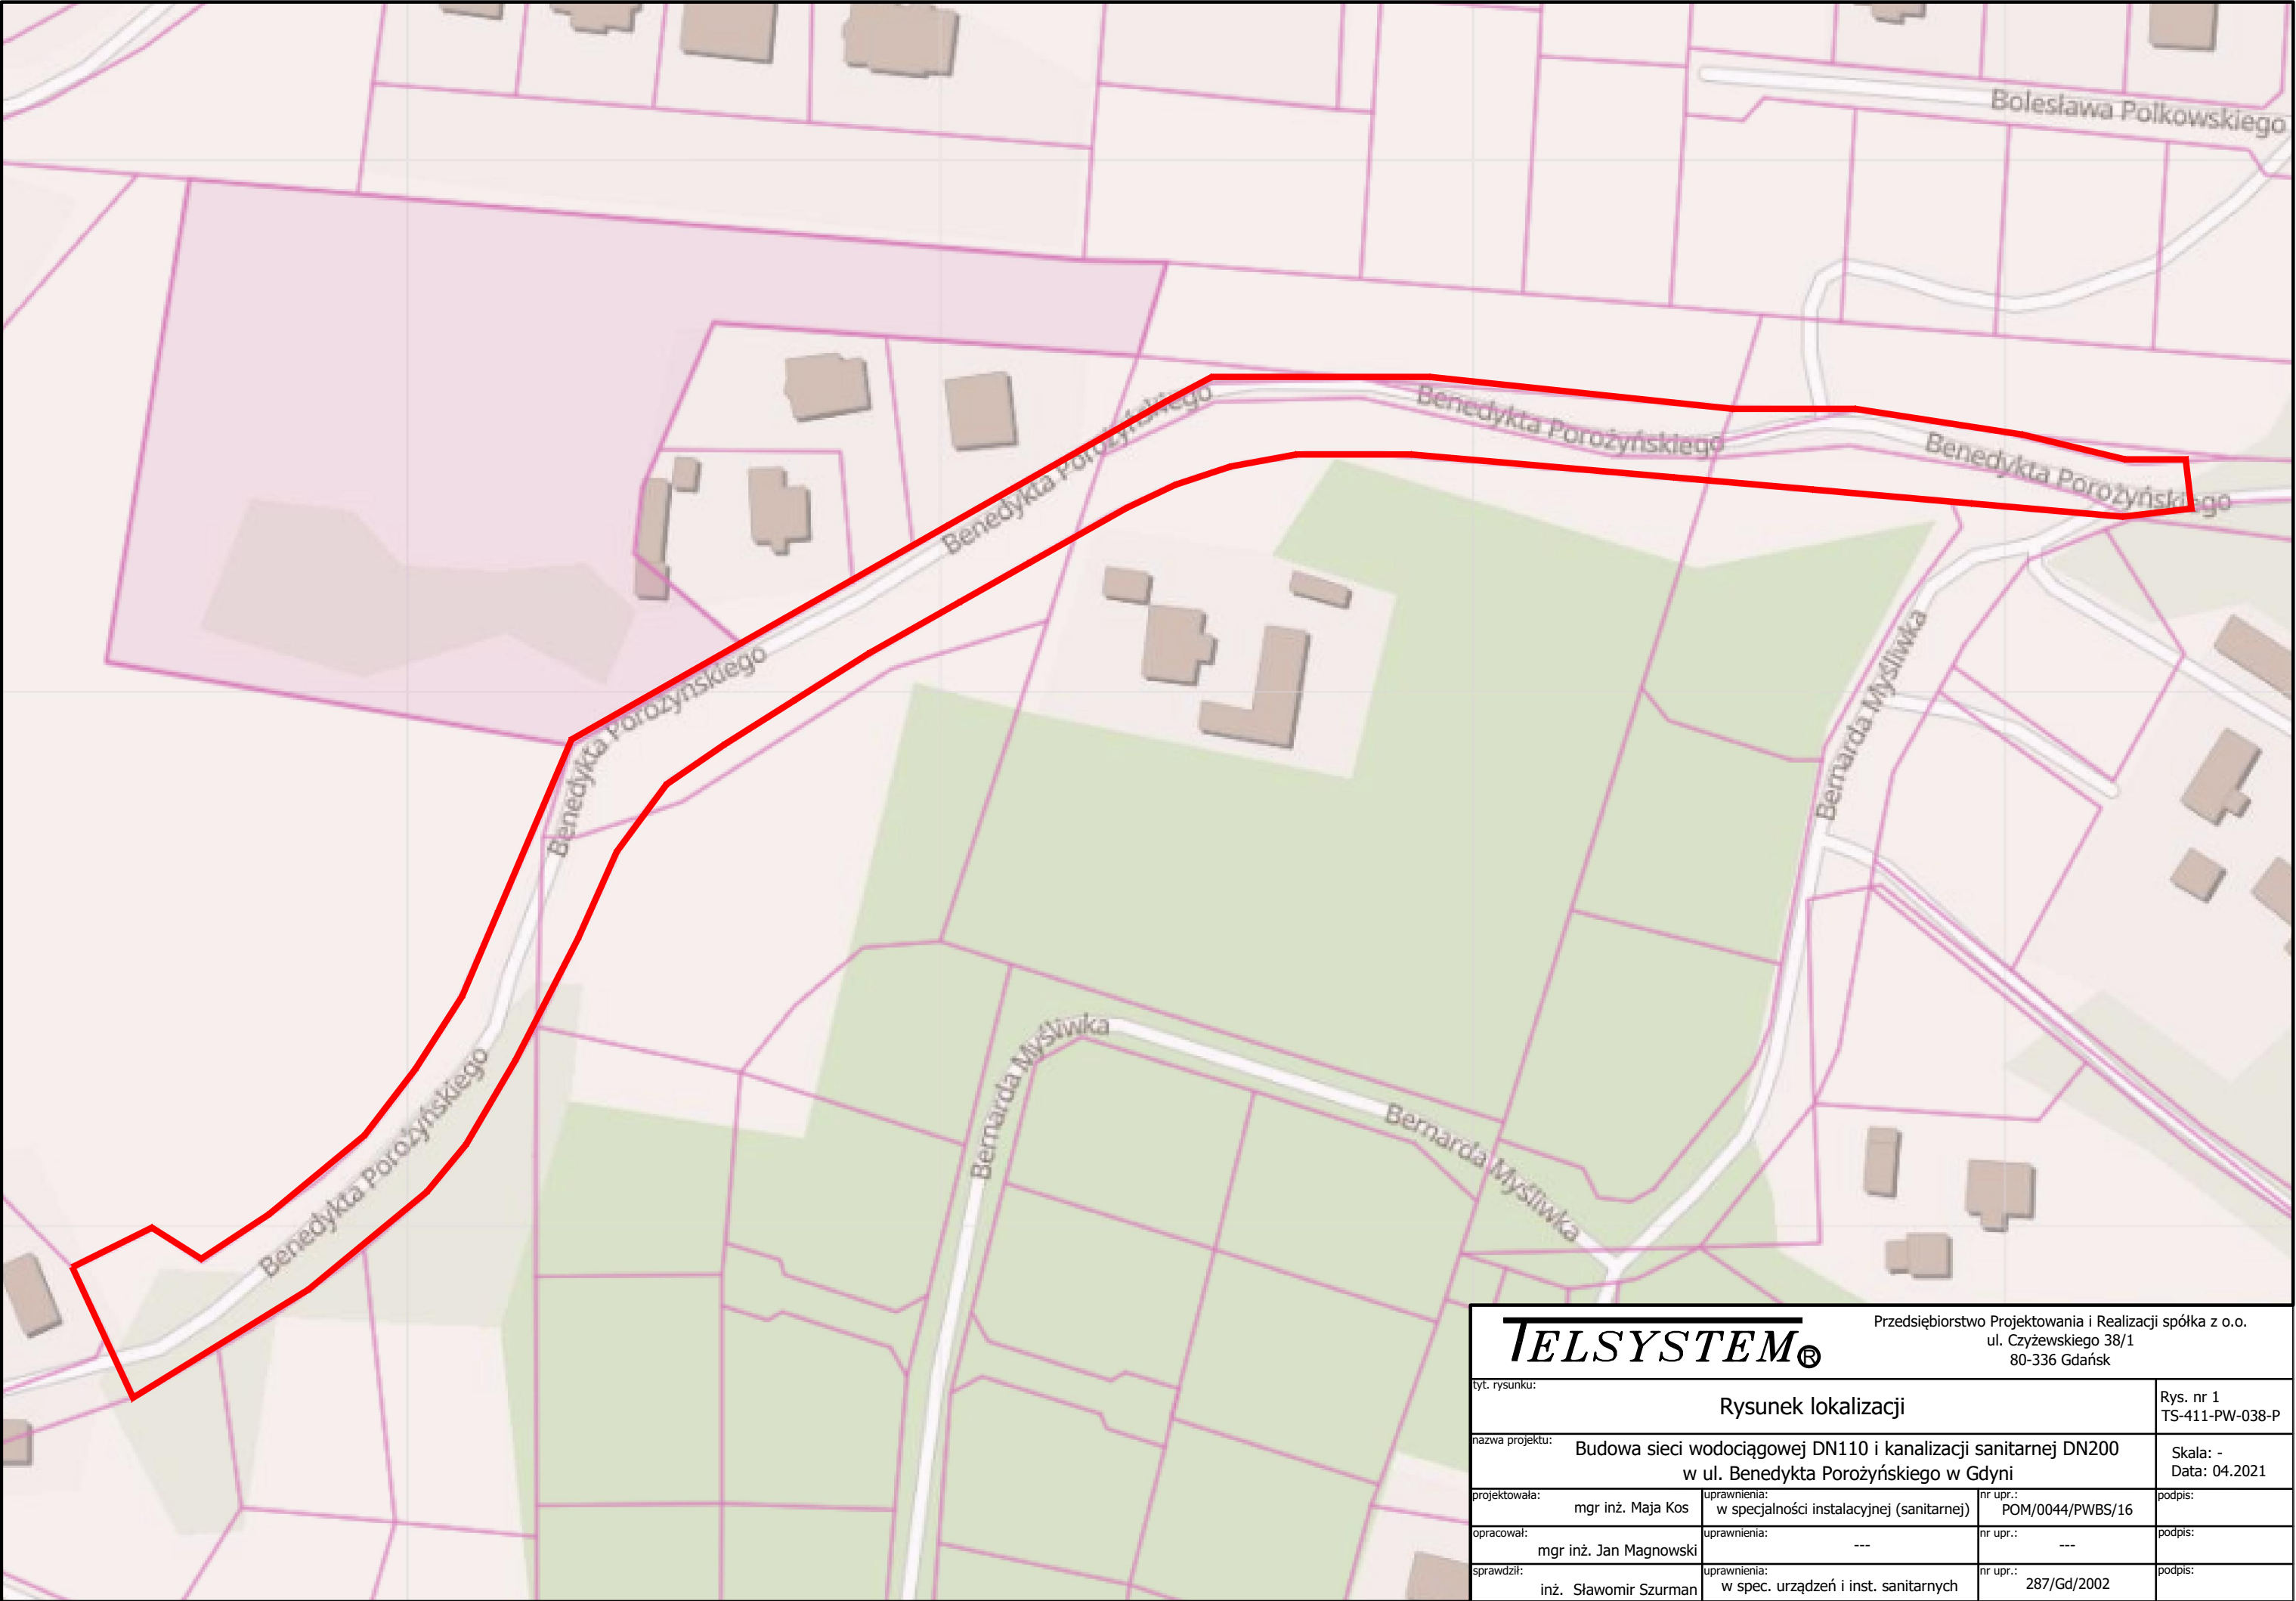 Bolesława Polkowskiego
Benedykta Porożyńskiego
Benedykta Porożyńskiego
Benedykta Porożyńskiego
Benedykta Porożyńskiego
Benedykta Porożyńskiego
Benedykta Porożyńskiego
Bernarda Myśliwka
Bernarda Myśliwka
Bernarda Myśliwka
TELSYSTEM®
Przedsiębiorstwo Projektowania i Realizacji spółka z o.o.
ul. Czyżewskiego 38/1
80-336 Gdańsk
tyt. rysunku:
Rysunek lokalizacji
Rys. nr 1
TS-411-PW-038-P
nazwa projektu:
Budowa sieci wodociągowej DN110 i kanalizacji sanitarnej DN200
w ul. Benedykta Porożyńskiego w Gdyni
Skala: -
Data: 04.2021
projektowała:
mgr inż. Maja Kos
uprawnienia:
w specjalności instalacyjnej (sanitarnej)
nr upr.:
POM/0044/PWBS/16
podpis:
opracował:
mgr inż. Jan Magnowski
uprawnienia:
---
nr upr.:
---
podpis:
sprawdził:
inż. Sławomir Szurman
uprawnienia:
w spec. urządzeń i inst. sanitarnych
nr upr.:
287/Gd/2002
podpis: